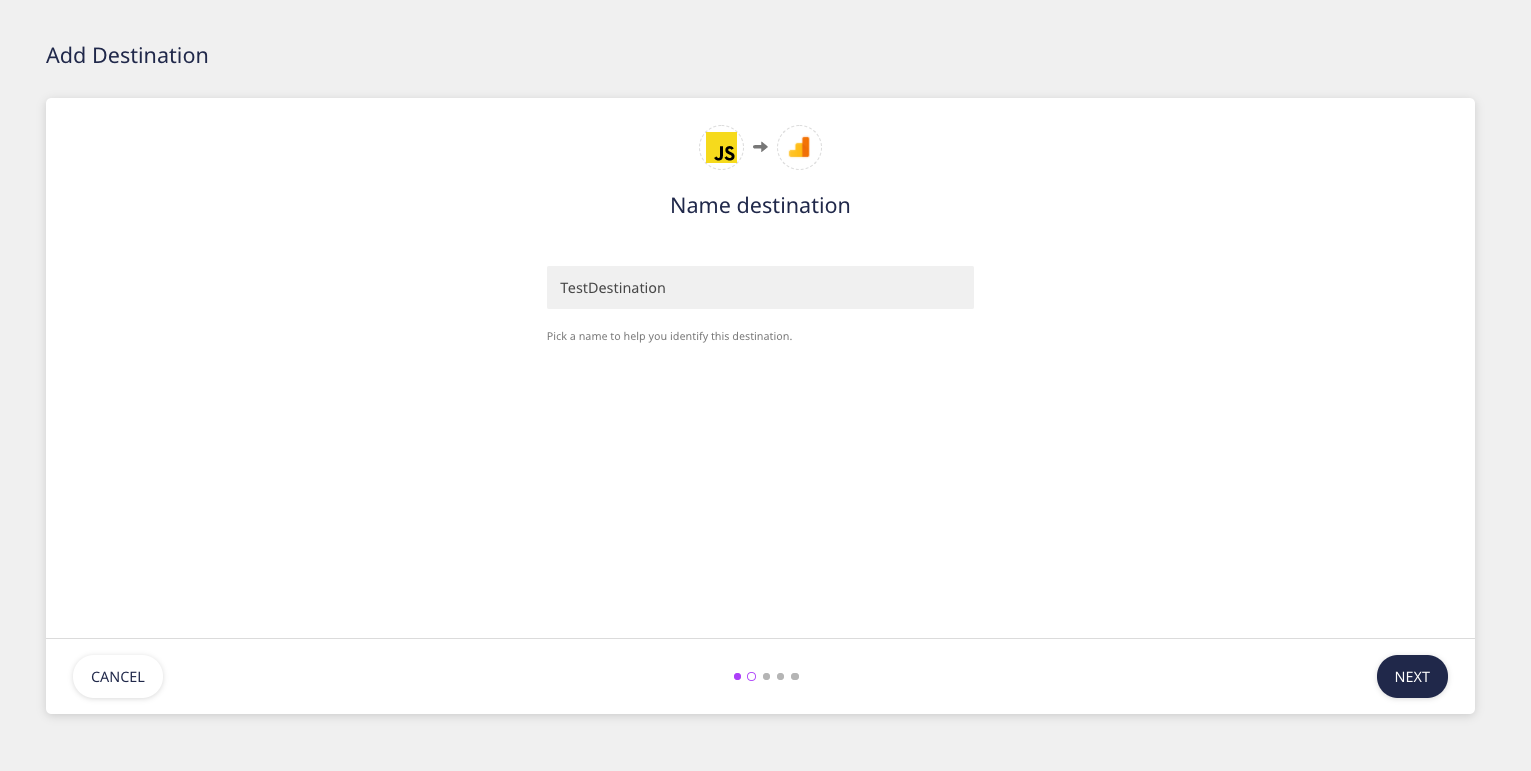 Add Destination
JS
Name destination
TestDestination
Pick a name to help you identify this destination.
CANCEL
NEXT